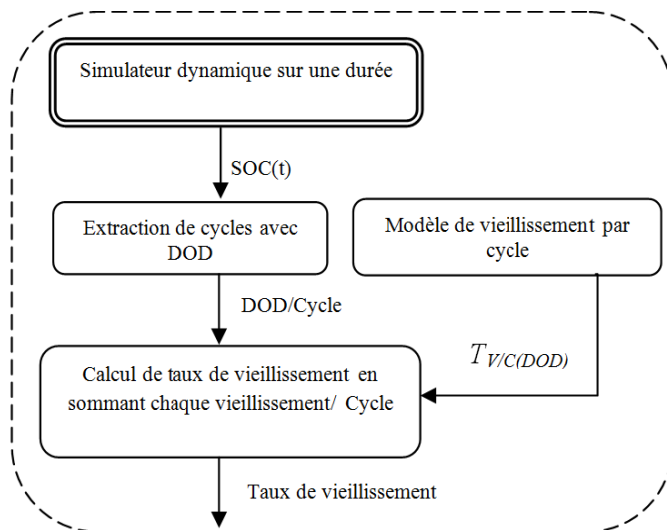 Simulateur dynamique sur une durée
SOC(t)
Extraction de cycles avec
DOD
Modèle de vieillissement par
cycle
DOD/Cycle
T V/C(DOD)
Calcul de taux de vieillissement en
sommant chaque vieillissement/ Cycle
Taux de vieillissement